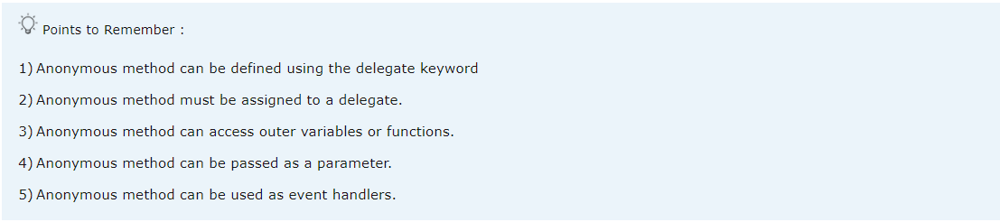 Points to Remember :
1) Anonymous method can be defined using the delegate keyword
2) Anonymous method must be assigned to a delegate.
3) Anonymous method can access outer variables or functions.
4) Anonymous method can be passed as a parameter.
5) Anonymous method can be used as event handlers.